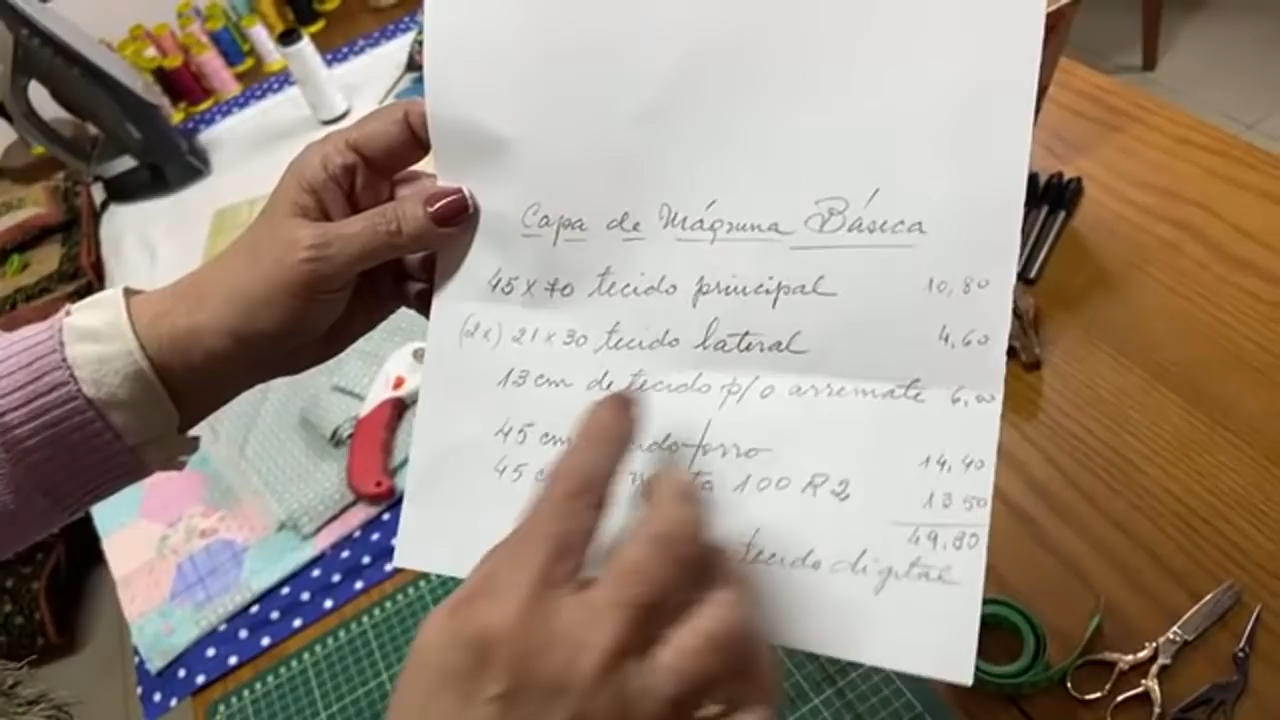 Capa de Máquina Básica
45 x 70 tecido principal 10,80
(2x) 21 x 30 tecido lateral 4,60
13 cm de tecido p/o arremate 6,00
45 cm forro 14,40
45 100 R2 13 50
49,30
tecido digital